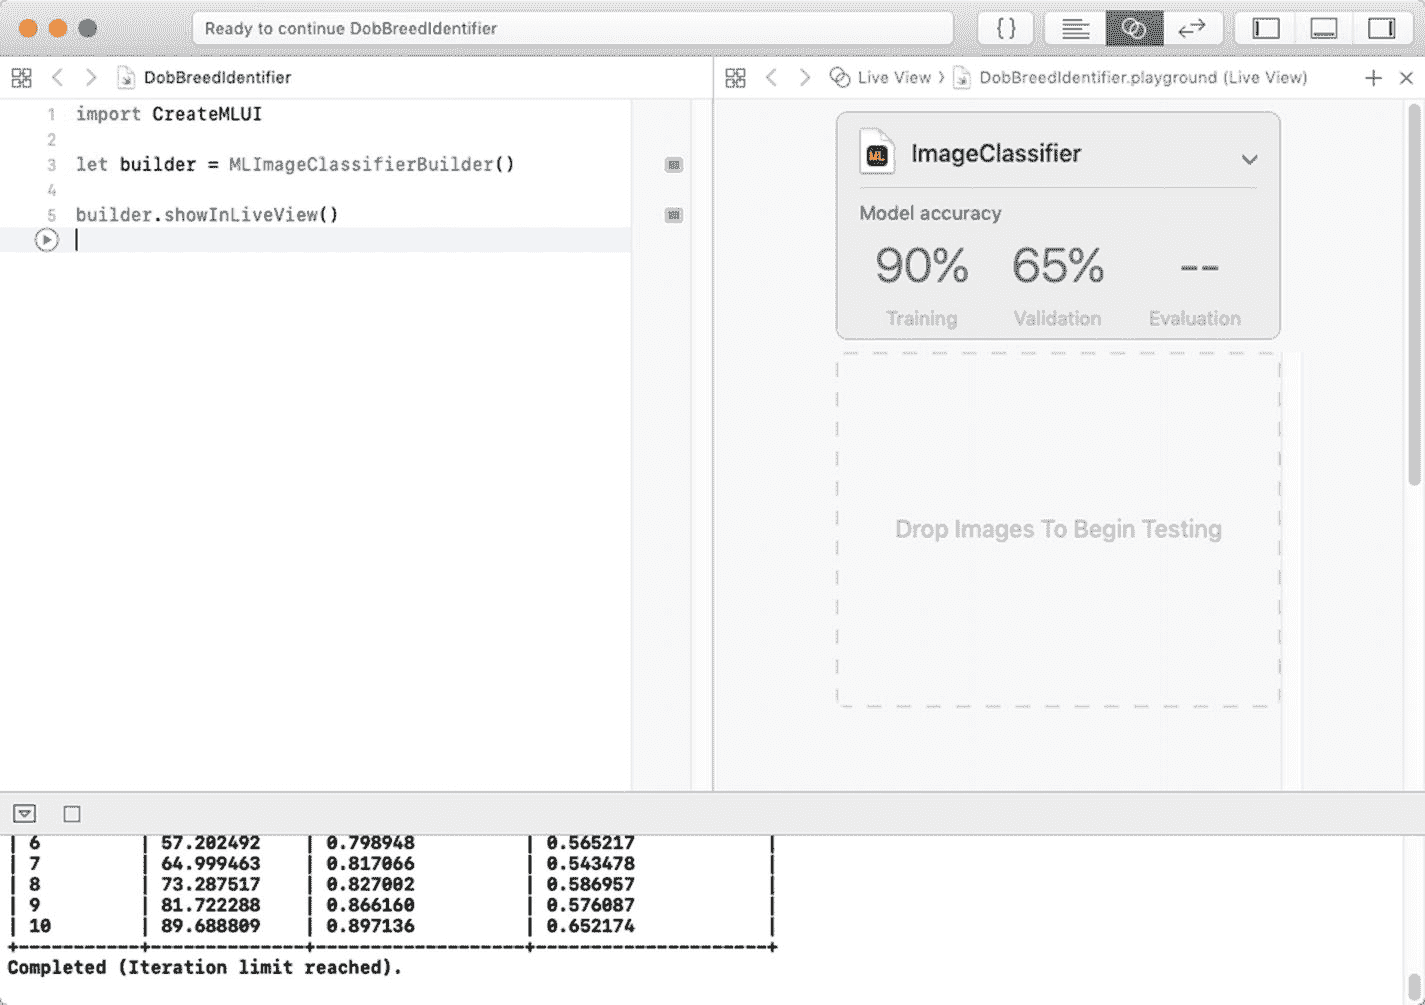 Ready to continue DobBreedIdentifier
{}
DobBreedIdentifier
Live View
DobBreedIdentifier.playground (Live View)
1 import CreateMLUI
2
3 let builder = MLImageClassifierBuilder()
4
5 builder.showInLiveView()
ML
ImageClassifier
Model accuracy
90% 65% --
Training Validation Evaluation
Drop Images To Begin Testing
| 6 | 57.202492 | 0.798948 | 0.565217 |
| 7 | 64.999463 | 0.817066 | 0.543478 |
| 8 | 73.287517 | 0.827002 | 0.586957 |
| 9 | 81.722288 | 0.866160 | 0.576087 |
| 10 | 89.688809 | 0.897136 | 0.652174 |
Completed (Iteration limit reached).